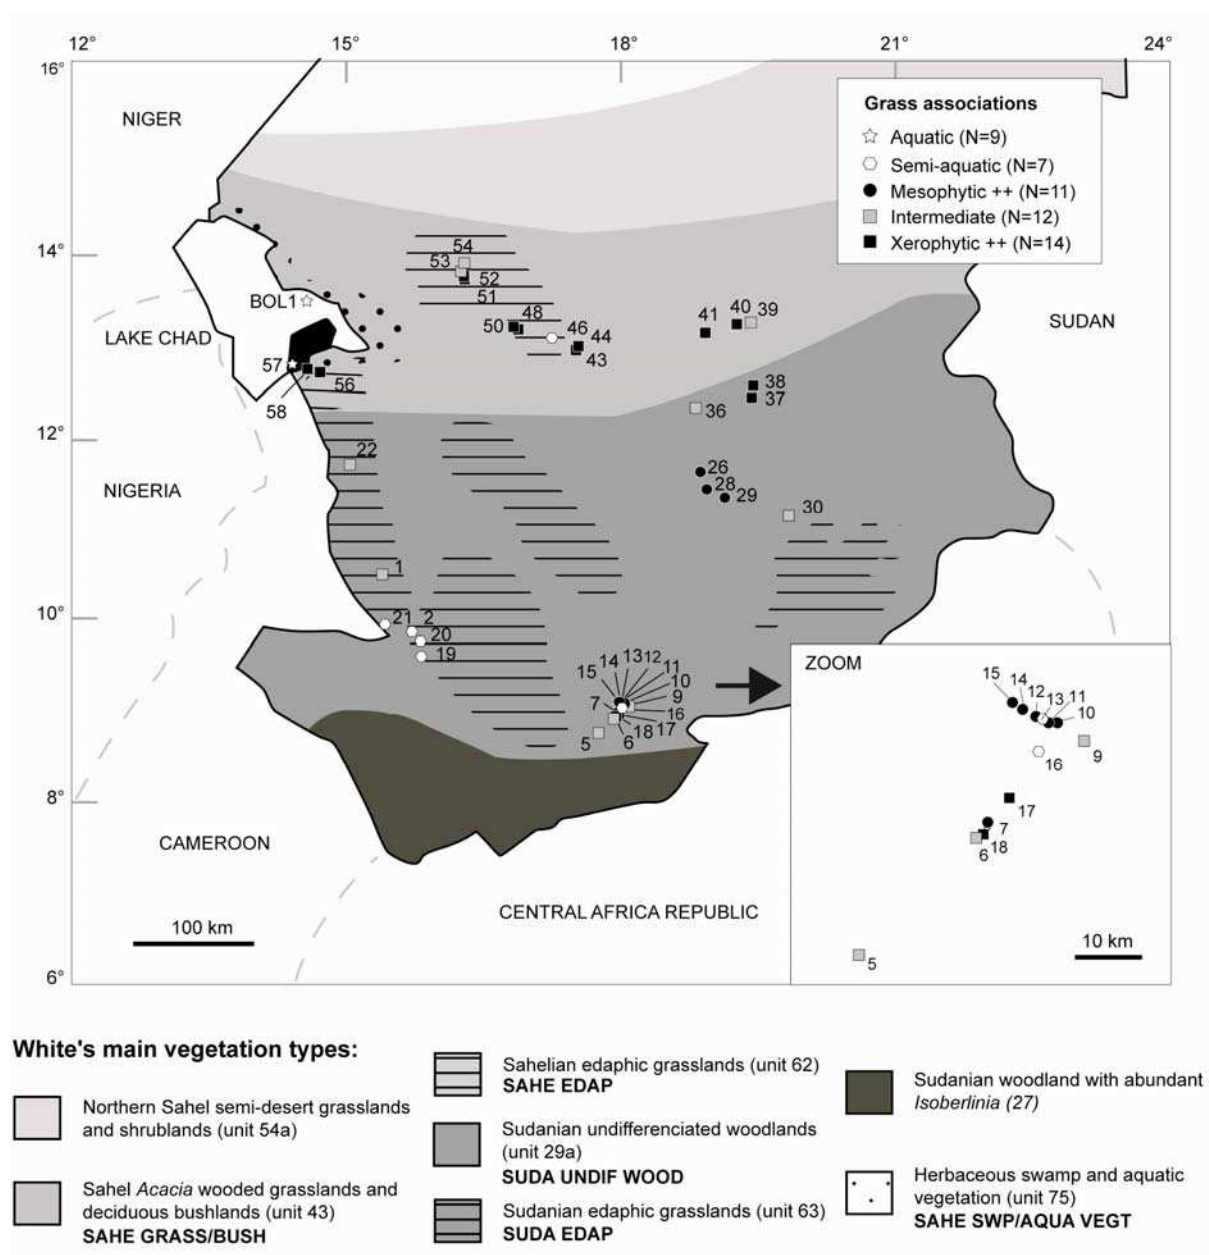 12° 15° 18° 21° 24°
16°
NIGER
Grass associations
Aquatic (N=9)
Semi-aquatic (N=7)
Mesophytic ++ (N=11)
Intermediate (N=12)
Xerophytic ++ (N=14)
14°
54
53
52
51
BOL1
48
50
46
44
43
41
40
39
LAKE CHAD
SUDAN
57
56
58
38
37
36
12°
22
26
28
29
30
NIGERIA
1
10°
21
2
20
19
15
14
13
12
11
10
9
7
16
17
18
6
5
ZOOM
15
14
12
13
11
10
9
16
17
7
18
6
5
10 km
8°
CAMEROON
CENTRAL AFRICA REPUBLIC
100 km
6°
White's main vegetation types:
Northern Sahel semi-desert grasslands
and shrublands (unit 54a)
Sahel Acacia wooded grasslands and
deciduous bushlands (unit 43)
SAHE GRASS/BUSH
Sahelian edaphic grasslands (unit 62)
SAHE EDAP
Sudanian undifferenciated woodlands
(unit 29a)
SUDA UNDIF WOOD
Sudanian edaphic grasslands (unit 63)
SUDA EDAP
Sudanian woodland with abundant
Isoberlinia (27)
Herbaceous swamp and aquatic
vegetation (unit 75)
SAHE SWP/AQUA VEGT